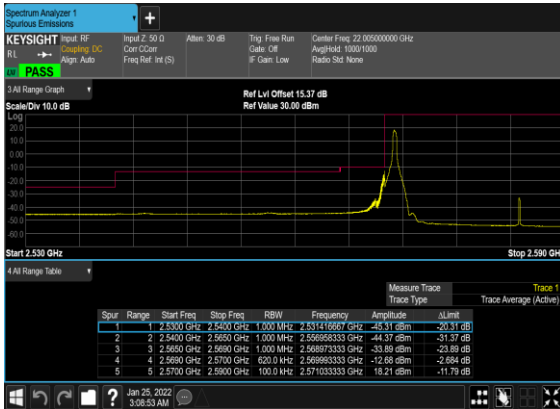 Spectrum Analyzer 1
Spurious Emissions
KEYSIGHT
RL
Input: RF
Coupling: DC
Align: Auto
Input Z: 50 Ω
Corr CCorr
Freq Ref: Int (S)
Atten: 30 dB
Trig: Free Run
Gate: Off
IF Gain: Low
Center Freq: 22.005000000 GHz
Avg|Hold: 1000/1000
Radio Std: None
PASS
3 All Range Graph
Scale/Div 10.0 dB
Ref Lvl Offset 15.37 dB
Ref Value 30.00 dBm
Log
20.0
10.0
0.00
-10.0
-20.0
-30.0
-40.0
-50.0
-60.0
Start 2.530 GHz
Stop 2.590 GH
4 All Range Table
Measure Trace Trace 1
Trace Type Trace Average (Active)
Spur Range Start Freq Stop Freq RBW Frequency Amplitude ΔLimit
1 1 2.5300 GHz 2.5400 GHz 1.000 MHz 2.531416667 GHz -45.31 dBm -20.31 dB
2 2 2.5400 GHz 2.5650 GHz 1.000 MHz 2.556958333 GHz -44.37 dBm -31.37 dB
3 3 2.5650 GHz 2.5690 GHz 1.000 MHz 2.568973333 GHz -33.89 dBm -23.89 dB
4 4 2.5690 GHz 2.5700 GHz 620.0 kHz 2.569993333 GHz -12.68 dBm -2.684 dB
5 5 2.5700 GHz 2.5900 GHz 100.0 kHz 2.571033333 GHz 18.21 dBm -11.79 dB
Jan 25, 2022
3:08:53 AM